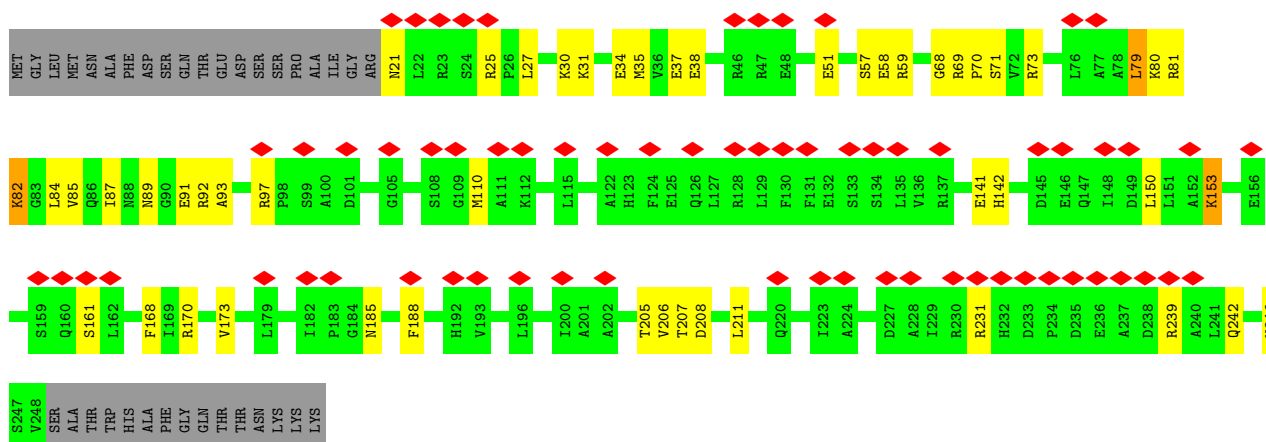 MET GLY LEU MET ASN ALA PHE ASP SER GLN THR GLU ASP SER SER PRO ALA ILE GLY ARG N21 L22 R23 S24 R25 P26 L27 K30 K31 E34 M35 V36 E37 E38 R46 R47 E48 E51 S57 E58 R59 G68 R69 P70 S71 V72 R73 L76 A77 A78 L79 K80 R81
K82 G83 L84 V85 Q86 I87 N88 N89 G90 E91 R92 A93 R97 P98 S99 A100 D101 G105 S108 G109 M110 A111 K112 L115 A122 H123 F124 E125 Q126 L127 R128 L129 F130 F131 E132 S133 S134 L135 V136 R137 E141 H142 D145 E146 Q147 I148 D149 L150 L151 A152 K153 E156
S159 Q160 S161 L162 F168 I169 R170 V173 L179 I182 P183 G184 N185 F188 H192 V193 L196 I200 A201 A202 T205 V206 T207 D208 L211 Q220 I223 A224 D227 A228 I229 R230 R231 H232 D233 P234 D235 E236 A237 D238 R239 A240 L241 Q242
S247 V248 SER ALA THR TRP HIS ALA PHE GLY GLN THR THR ASN LYS LYS LYS